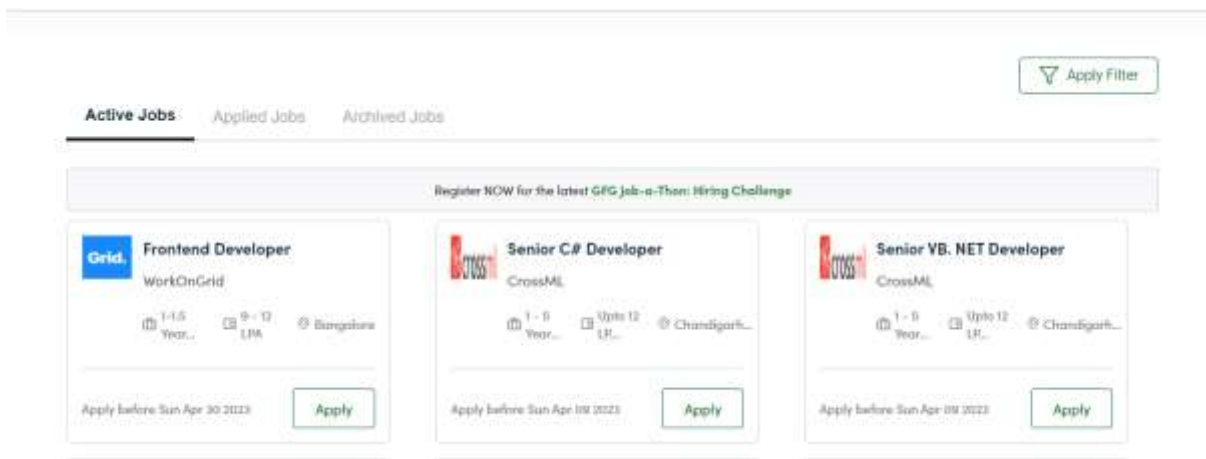 Apply Filter
Active Jobs Applied Jobs Archived Jobs
Register NOW for the latest GFG Job-a-Thon: Hiring Challenge
Grid.
Frontend Developer
WorkOnGrid
1-1.5 Year...
9 - 12 LPA
Bangalore
Apply before Sun Apr 30 2023
Apply
crossml
Senior C# Developer
CrossML
1 - 5 Year...
Upto 12 LP...
Chandigarh...
Apply before Sun Apr 09 2023
Apply
crossml
Senior VB. NET Developer
CrossML
1 - 5 Year...
Upto 12 LP...
Chandigarh...
Apply before Sun Apr 09 2023
Apply